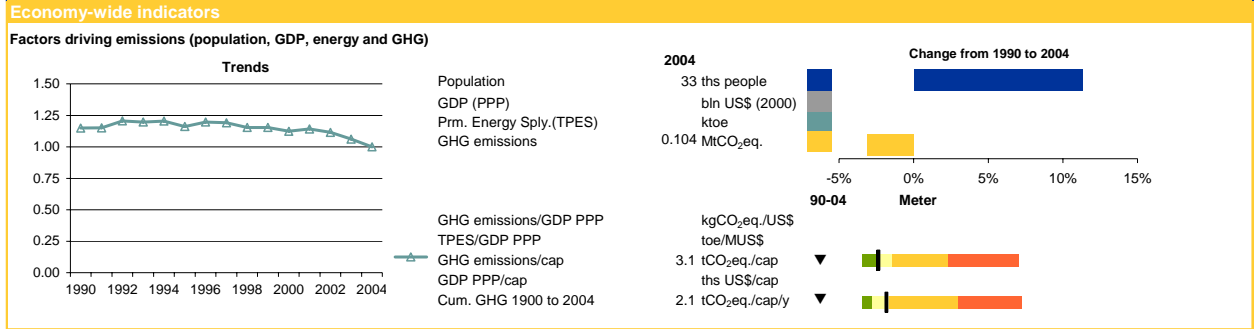 Economy-wide indicators
Factors driving emissions (population, GDP, energy and GHG)
Trends
1.50
1.25
1.00
0.75
0.50
0.25
0.00
1990 1992 1994 1996 1998 2000 2002 2004
2004
Population 33 ths people
GDP (PPP) bln US$ (2000)
Prm. Energy Sply.(TPES) ktoe
GHG emissions 0.104 MtCO₂eq.
Change from 1990 to 2004
-5% 0% 5% 10% 15%
90-04 Meter
GHG emissions/GDP PPP kgCO₂eq./US$
TPES/GDP PPP toe/MUS$
GHG emissions/cap 3.1 tCO₂eq./cap ▼
GDP PPP/cap ths US$/cap
Cum. GHG 1900 to 2004 2.1 tCO₂eq./cap/y ▼